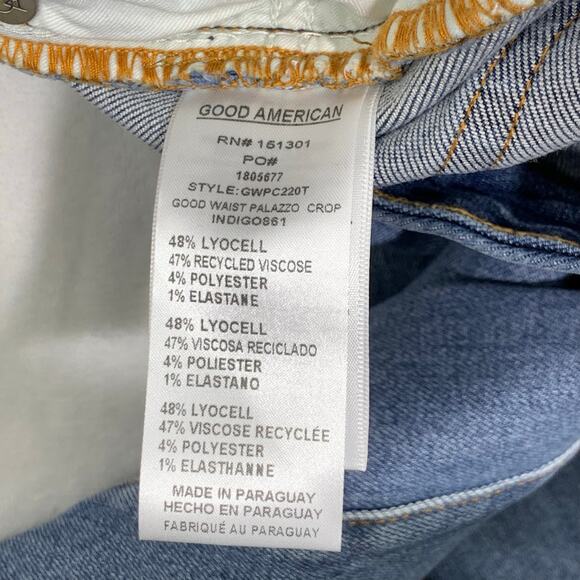 GOOD AMERICAN
RN# 151301
PO#
1805677
STYLE:GWPC220T
GOOD WAIST PALAZZO CROP
INDIGO861
48% LYOCELL
47% RECYCLED VISCOSE
4% POLYESTER
1% ELASTANE
48% LYOCELL
47% VISCOSA RECICLADO
4% POLIESTER
1% ELASTANO
48% LYOCELL
47% VISCOSE RECYCLÉE
4% POLYESTER
1% ELASTHANNE
MADE IN PARAGUAY
HECHO EN PARAGUAY
FABRIQUÉ AU PARAGUAY